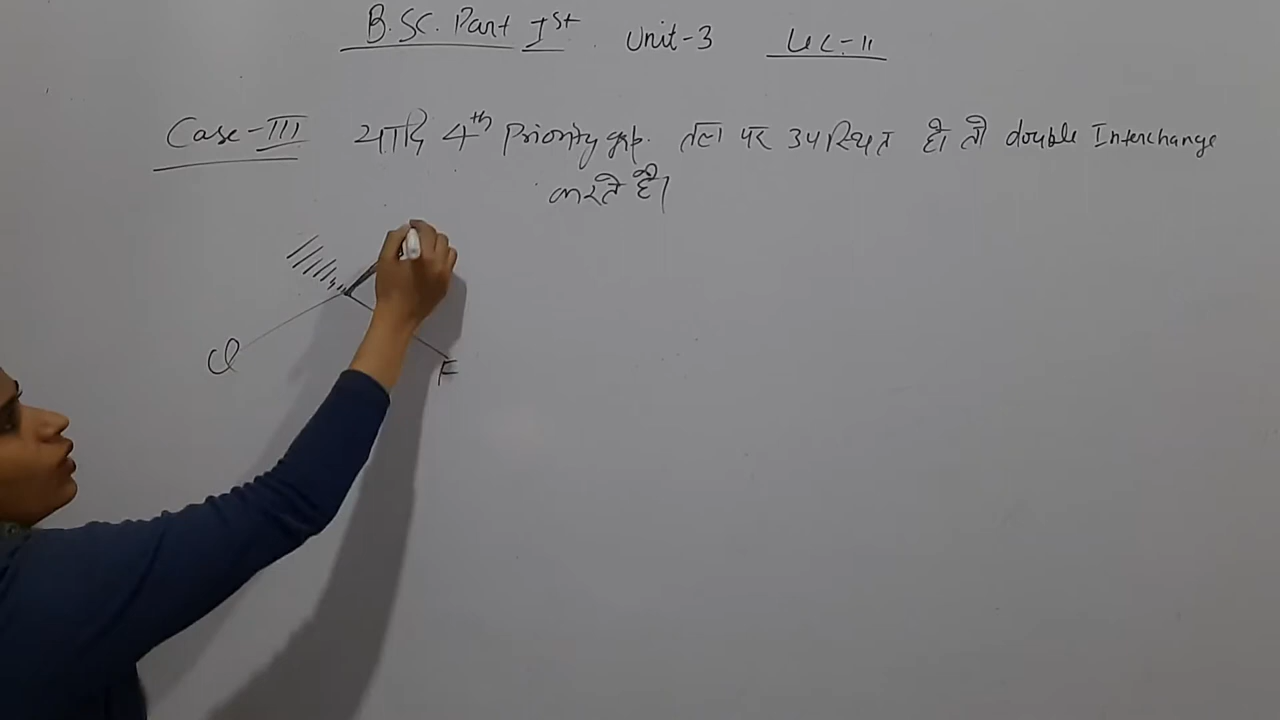 B.SC. Part Ist Unit-3 Lec-11
Case-III यदि 4th Priority grp. तल पर उपस्थित हो तो double Interchange
करते है।
Cl F